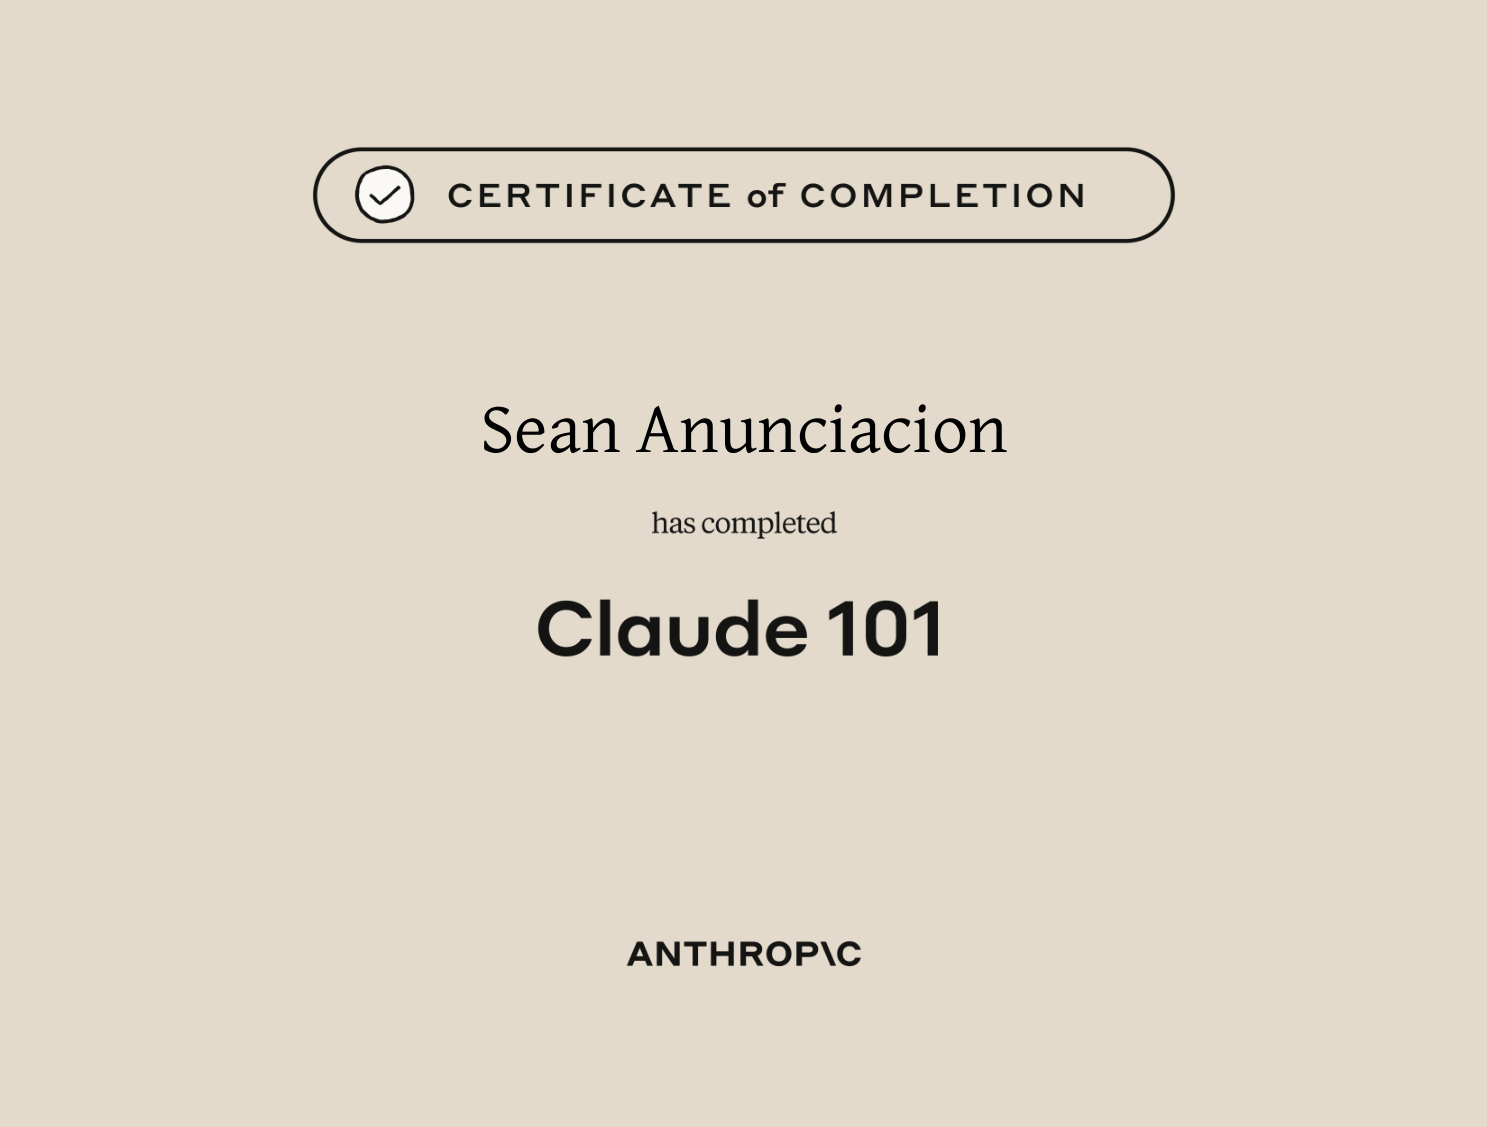 CERTIFICATE of COMPLETION
Sean Anunciacion
has completed
Claude 101
ANTHROP\C